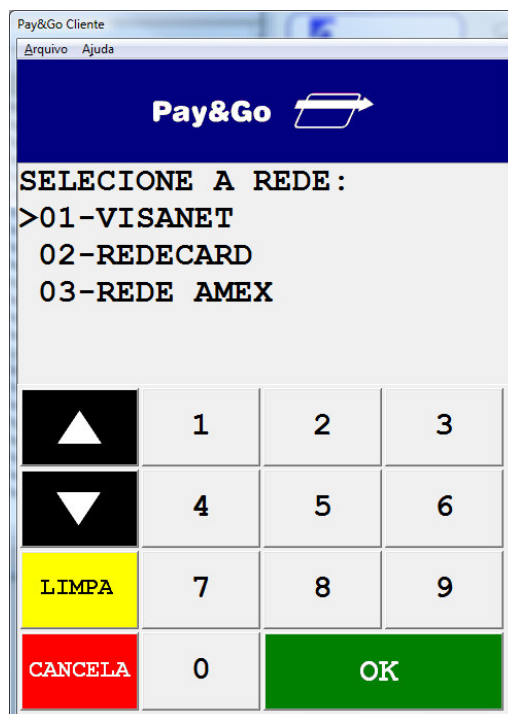 Pay&Go Cliente
Arquivo Ajuda
Pay&Go
SELECIONE A REDE:
>01-VISANET
02-REDECARD
03-REDE AMEX
1 2 3
4 5 6
LIMPA 7 8 9
CANCELA 0 OK